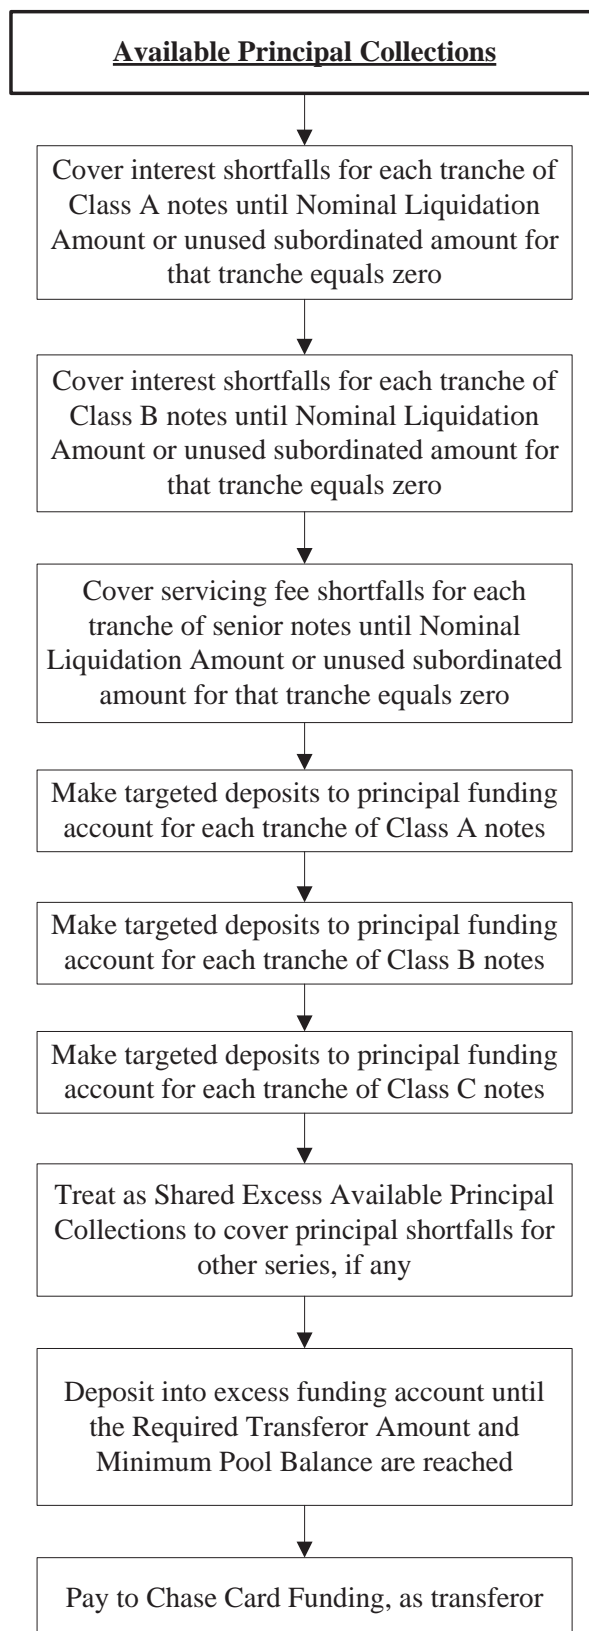 Available Principal Collections
Cover interest shortfalls for each tranche of
Class A notes until Nominal Liquidation
Amount or unused subordinated amount for
that tranche equals zero
Cover interest shortfalls for each tranche of
Class B notes until Nominal Liquidation
Amount or unused subordinated amount for
that tranche equals zero
Cover servicing fee shortfalls for each
tranche of senior notes until Nominal
Liquidation Amount or unused subordinated
amount for that tranche equals zero
Make targeted deposits to principal funding
account for each tranche of Class A notes
Make targeted deposits to principal funding
account for each tranche of Class B notes
Make targeted deposits to principal funding
account for each tranche of Class C notes
Treat as Shared Excess Available Principal
Collections to cover principal shortfalls for
other series, if any
Deposit into excess funding account until
the Required Transferor Amount and
Minimum Pool Balance are reached
Pay to Chase Card Funding, as transferor